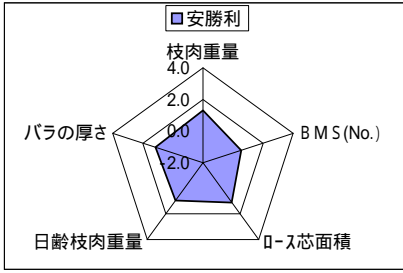 安勝利
枝肉重量
4.0
2.0
0.0
-2.0
BMS(No.)
ロース芯面積
日齢枝肉重量
バラの厚さ